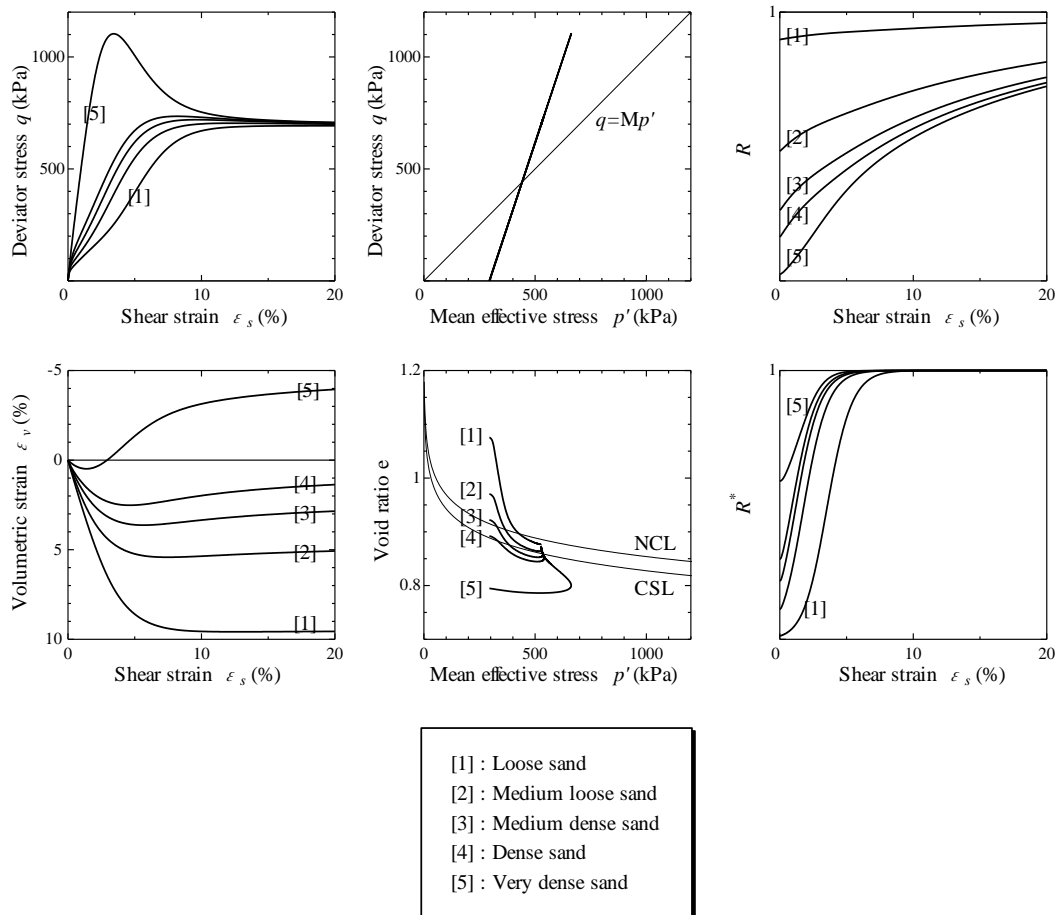 1000
500
0
0
10
20
Deviator stress q (kPa)
Shear strain ε s (%)
[5]
[1]
1000
500
0
500
1000
Deviator stress q (kPa)
Mean effective stress p′ (kPa)
q=Mp′
1
R
[1]
[2]
[3]
[4]
[5]
0
10
20
Shear strain ε s (%)
-5
0
5
10
Volumetric strain ε v (%)
[5]
[4]
[3]
[2]
[1]
0
10
20
Shear strain ε s (%)
1.2
1
0.8
Void ratio e
[1]
[2]
[3]
[4]
[5]
NCL
CSL
0
500
1000
Mean effective stress p′ (kPa)
1
R*
[5]
[1]
0
10
20
Shear strain ε s (%)
[1] : Loose sand
[2] : Medium loose sand
[3] : Medium dense sand
[4] : Dense sand
[5] : Very dense sand